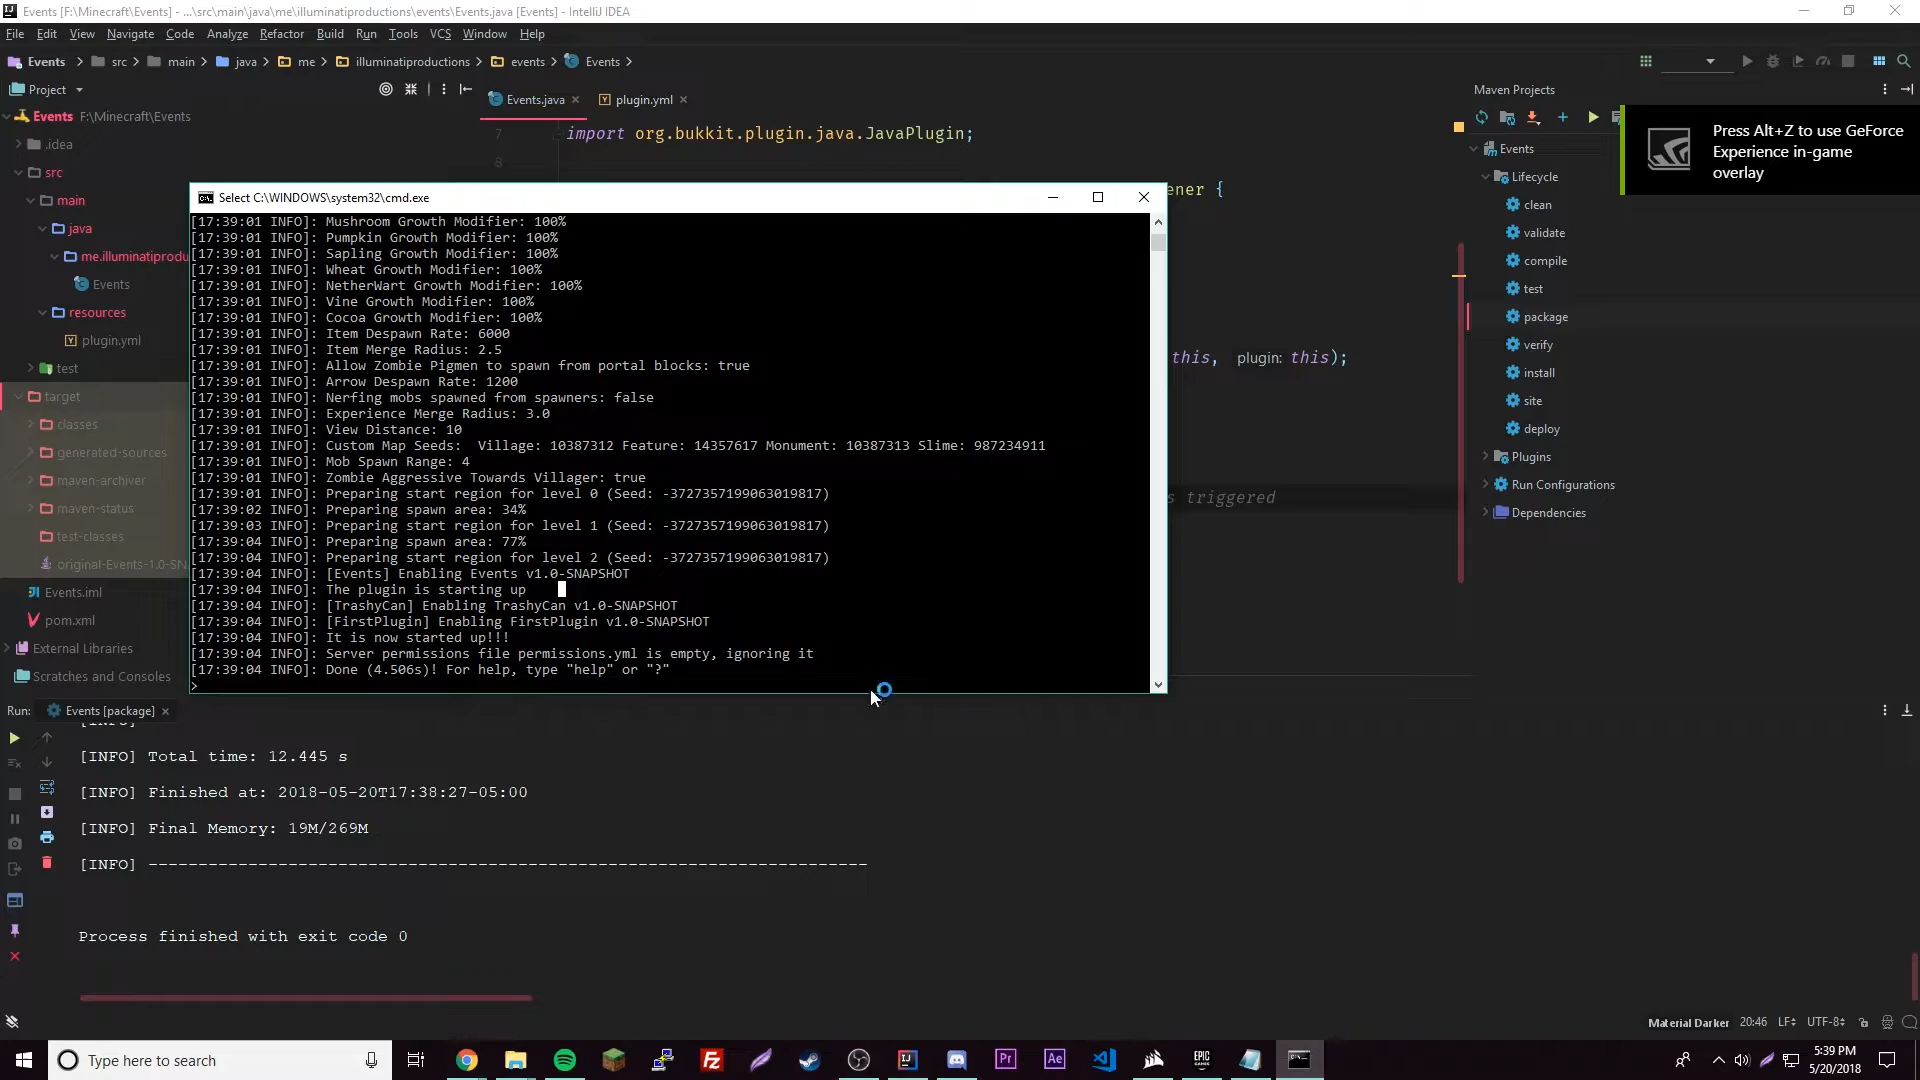 Events [F:\Minecraft\Events] - ...\src\main\java\me\illuminatiproductions\events\Events.java [Events] - IntelliJ IDEA
File Edit View Navigate Code Analyze Refactor Build Run Tools VCS Window Help
Events src main java me illuminatiproductions events Events
Project
Events.java
plugin.yml
Maven Projects
Events F:\Minecraft\Events
.idea
src
main
java
me.illuminatiprodu
Events
resources
plugin.yml
test
target
classes
generated-sources
maven-archiver
maven-status
test-classes
original-Events-1.0-SN
Events.iml
pom.xml
External Libraries
Scratches and Consoles
7 import org.bukkit.plugin.java.JavaPlugin;
8
ener {
this, plugin: this);
s triggered
Select C:\WINDOWS\system32\cmd.exe
[17:39:01 INFO]: Mushroom Growth Modifier: 100%
[17:39:01 INFO]: Pumpkin Growth Modifier: 100%
[17:39:01 INFO]: Sapling Growth Modifier: 100%
[17:39:01 INFO]: Wheat Growth Modifier: 100%
[17:39:01 INFO]: NetherWart Growth Modifier: 100%
[17:39:01 INFO]: Vine Growth Modifier: 100%
[17:39:01 INFO]: Cocoa Growth Modifier: 100%
[17:39:01 INFO]: Item Despawn Rate: 6000
[17:39:01 INFO]: Item Merge Radius: 2.5
[17:39:01 INFO]: Allow Zombie Pigmen to spawn from portal blocks: true
[17:39:01 INFO]: Arrow Despawn Rate: 1200
[17:39:01 INFO]: Nerfing mobs spawned from spawners: false
[17:39:01 INFO]: Experience Merge Radius: 3.0
[17:39:01 INFO]: View Distance: 10
[17:39:01 INFO]: Custom Map Seeds:  Village: 10387312 Feature: 14357617 Monument: 10387313 Slime: 987234911
[17:39:01 INFO]: Mob Spawn Range: 4
[17:39:01 INFO]: Zombie Aggressive Towards Villager: true
[17:39:01 INFO]: Preparing start region for level 0 (Seed: -3727357199063019817)
[17:39:02 INFO]: Preparing spawn area: 34%
[17:39:03 INFO]: Preparing start region for level 1 (Seed: -3727357199063019817)
[17:39:04 INFO]: Preparing spawn area: 77%
[17:39:04 INFO]: Preparing start region for level 2 (Seed: -3727357199063019817)
[17:39:04 INFO]: [Events] Enabling Events v1.0-SNAPSHOT
[17:39:04 INFO]: The plugin is starting up
[17:39:04 INFO]: [TrashyCan] Enabling TrashyCan v1.0-SNAPSHOT
[17:39:04 INFO]: [FirstPlugin] Enabling FirstPlugin v1.0-SNAPSHOT
[17:39:04 INFO]: It is now started up!!!
[17:39:04 INFO]: Server permissions file permissions.yml is empty, ignoring it
[17:39:04 INFO]: Done (4.506s)! For help, type "help" or "?"
>
Press Alt+Z to use GeForce
Experience in-game
overlay
Events
Lifecycle
clean
validate
compile
test
package
verify
install
site
deploy
Plugins
Run Configurations
Dependencies
Run: Events [package]
[INFO] Total time: 12.445 s
[INFO] Finished at: 2018-05-20T17:38:27-05:00
[INFO] Final Memory: 19M/269M
[INFO] ------------------------------------------------------------------------
Process finished with exit code 0
Material Darker 20:46 LF UTF-8
Type here to search
Pr Ae
EPIC
GAMES
5:39 PM
5/20/2018